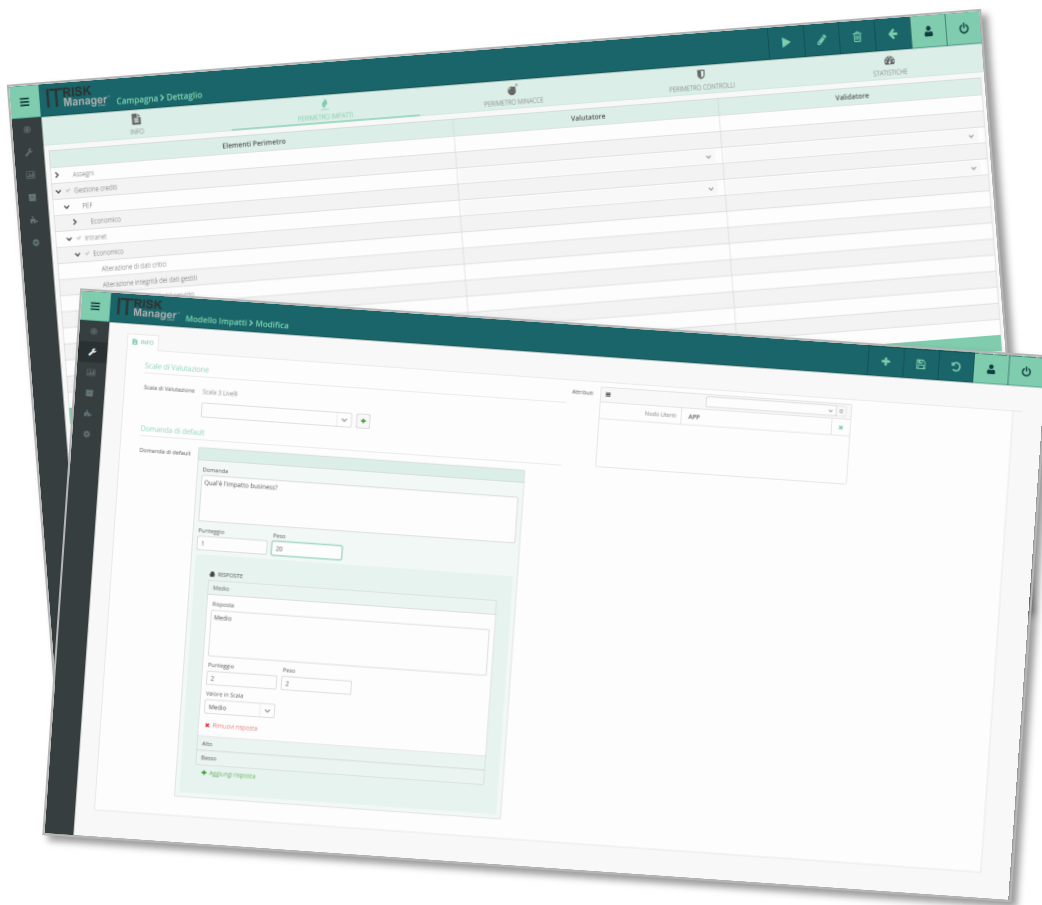 IT RISK
Manager
Campagna > Dettaglio
INFO
PERIMETRO IMPATTI
PERIMETRO MINACCE
PERIMETRO CONTROLLI
STATISTICHE
Elementi Perimetro
Valutatore
Validatore
Assegni
Gestione crediti
PEF
Economico
Intranet
Economico
Alterazione di dati critici
Alterazione integrità dei dati gestiti
IT RISK
Manager
Modello Impatti > Modifica
INFO
Scale di Valutazione
Scala di Valutazione Scala 3 Livelli
Attributi
Nodo Utenti APP
Domanda di default
Domanda di default
Domanda
Qual'è l'impatto business?
Punteggio Peso
1 20
RISPOSTE
Medio
Risposta
Medio
Punteggio Peso
2 2
Valore in Scala
Medio
Rimuovi risposta
Alto
Basso
Aggiungi risposta